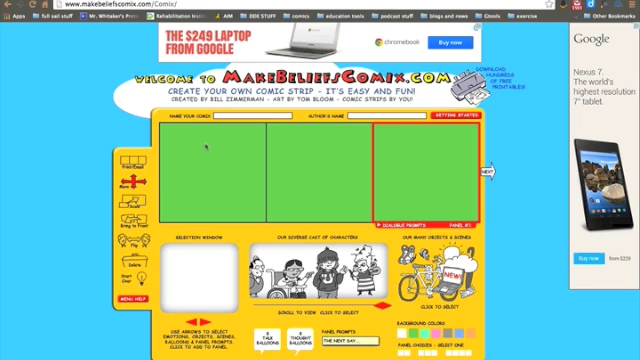 www.makebeliefscomix.com/Comix/
Apps
full sail stuff
Mr. Whitaker's Pinst
Rehabilitation Instruct
AIM
DDE STUFF
comics
education tools
podcast stuff
blogs and news
Gtools
exercise
Other Bookmarks
THE $249 LAPTOP
FROM GOOGLE
chromebook
Buy now
Google
Nexus 7.
The world's
highest resolution
7" tablet.
Buy now
from $229
WELCOME TO MAKEBELIEFSCOMIX.COM
CREATE YOUR OWN COMIC STRIP - IT'S EASY AND FUN!
CREATED BY BILL ZIMMERMAN - ART BY TOM BLOOM - COMIC STRIPS BY YOU!
DOWNLOAD
HUNDREDS
OF FREE
PRINTABLES!
NAME YOUR COMIX
AUTHOR'S NAME
GETTING STARTED
NEXT
Print/Email
Move
Scale
Bring to Front
Flip
Delete
Start
Over
MENU HELP
DIALOGUE PROMPTS
PANEL #3
SELECTION WINDOW
OUR DIVERSE CAST OF CHARACTERS
OUR MANY OBJECTS & SCENES
NEW!
SCROLL TO VIEW CLICK TO SELECT
CLICK TO SELECT
USE ARROWS TO SELECT
EMOTIONS, OBJECTS, SCENES,
BALLOONS & PANEL PROMPTS.
CLICK TO ADD TO PANEL.
TALK
BALLOONS
THOUGHT
BALLOONS
PANEL PROMPTS
THE NEXT DAY...
BACKGROUND COLORS
PANEL CHOICES - SELECT ONE